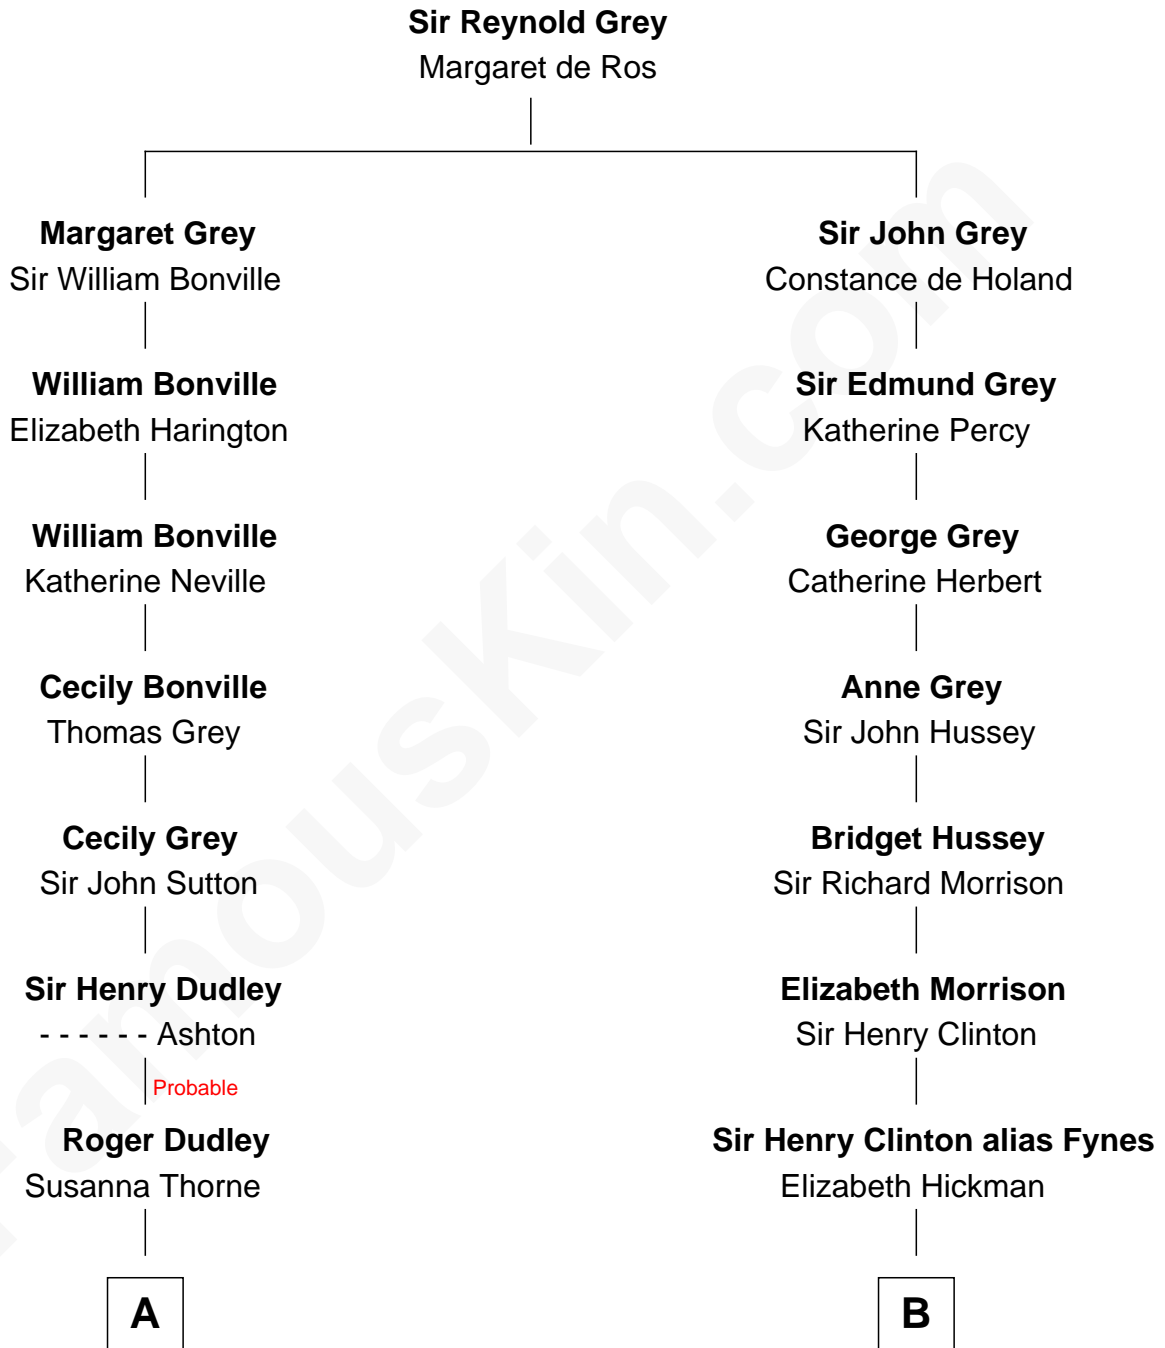 Sir Reynold Grey
Margaret de Ros
Margaret Grey
Sir William Bonville
William Bonville
Elizabeth Harington
William Bonville
Katherine Neville
Cecily Bonville
Thomas Grey
Cecily Grey
Sir John Sutton
Sir Henry Dudley
- - - - - - Ashton
Probable
Roger Dudley
Susanna Thorne
A
Sir John Grey
Constance de Holand
Sir Edmund Grey
Katherine Percy
George Grey
Catherine Herbert
Anne Grey
Sir John Hussey
Bridget Hussey
Sir Richard Morrison
Elizabeth Morrison
Sir Henry Clinton
Sir Henry Clinton alias Fynes
Elizabeth Hickman
B
FamousKin.com